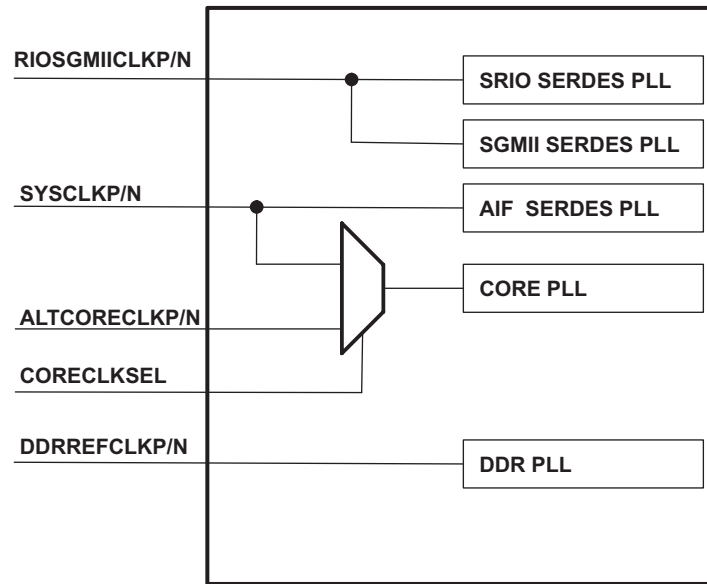 RIOSGMIICLKP/N
SRIO SERDES PLL
SGMII SERDES PLL
SYSCLKP/N
AIF SERDES PLL
CORE PLL
ALTCORECLKP/N
CORECLKSEL
DDRREFCLKP/N
DDR PLL